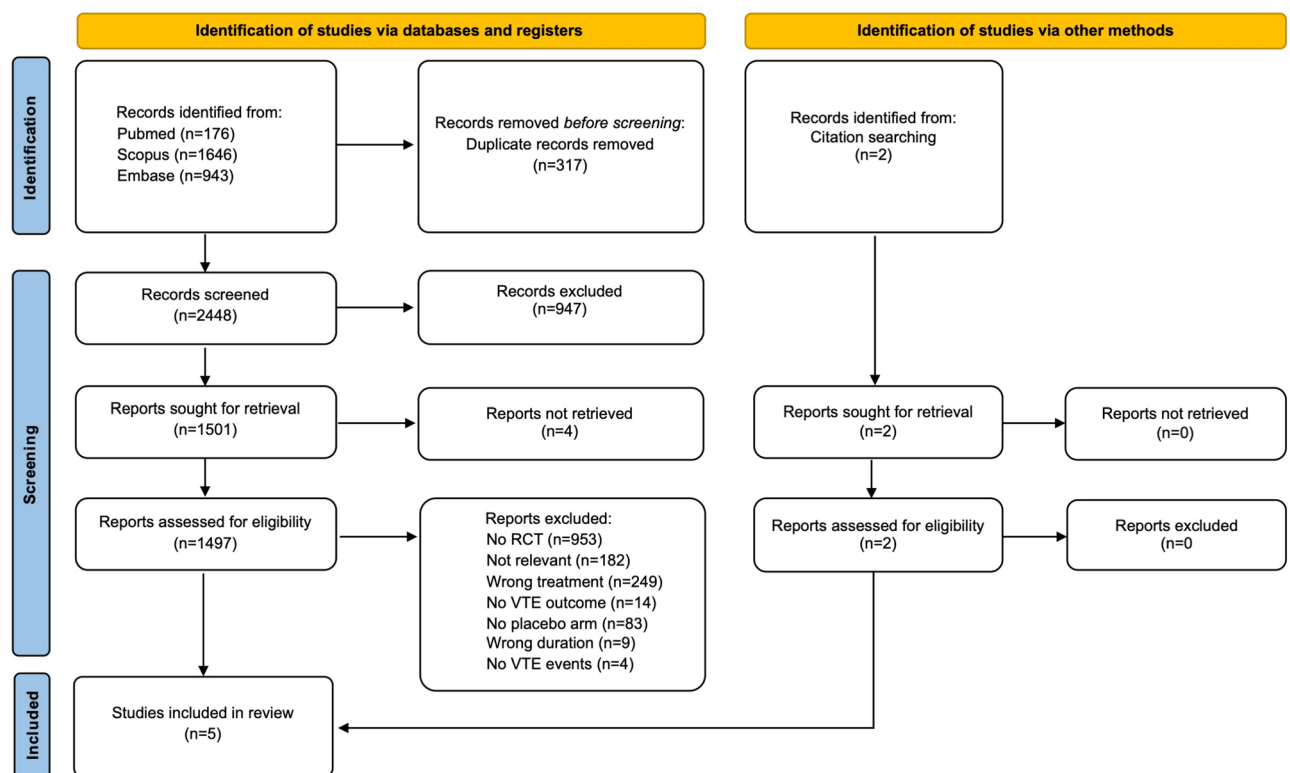 Identification of studies via databases and registers
Identification of studies via other methods
Identification
Records identified from:
Pubmed (n=176)
Scopus (n=1646)
Embase (n=943)
Records removed before screening:
Duplicate records removed
(n=317)
Records identified from:
Citation searching
(n=2)
Screening
Records screened
(n=2448)
Records excluded
(n=947)
Reports sought for retrieval
(n=1501)
Reports not retrieved
(n=4)
Reports sought for retrieval
(n=2)
Reports not retrieved
(n=0)
Reports assessed for eligibility
(n=1497)
Reports excluded:
No RCT (n=953)
Not relevant (n=182)
Wrong treatment (n=249)
No VTE outcome (n=14)
No placebo arm (n=83)
Wrong duration (n=9)
No VTE events (n=4)
Reports assessed for eligibility
(n=2)
Reports excluded
(n=0
Included
Studies included in review
(n=5)